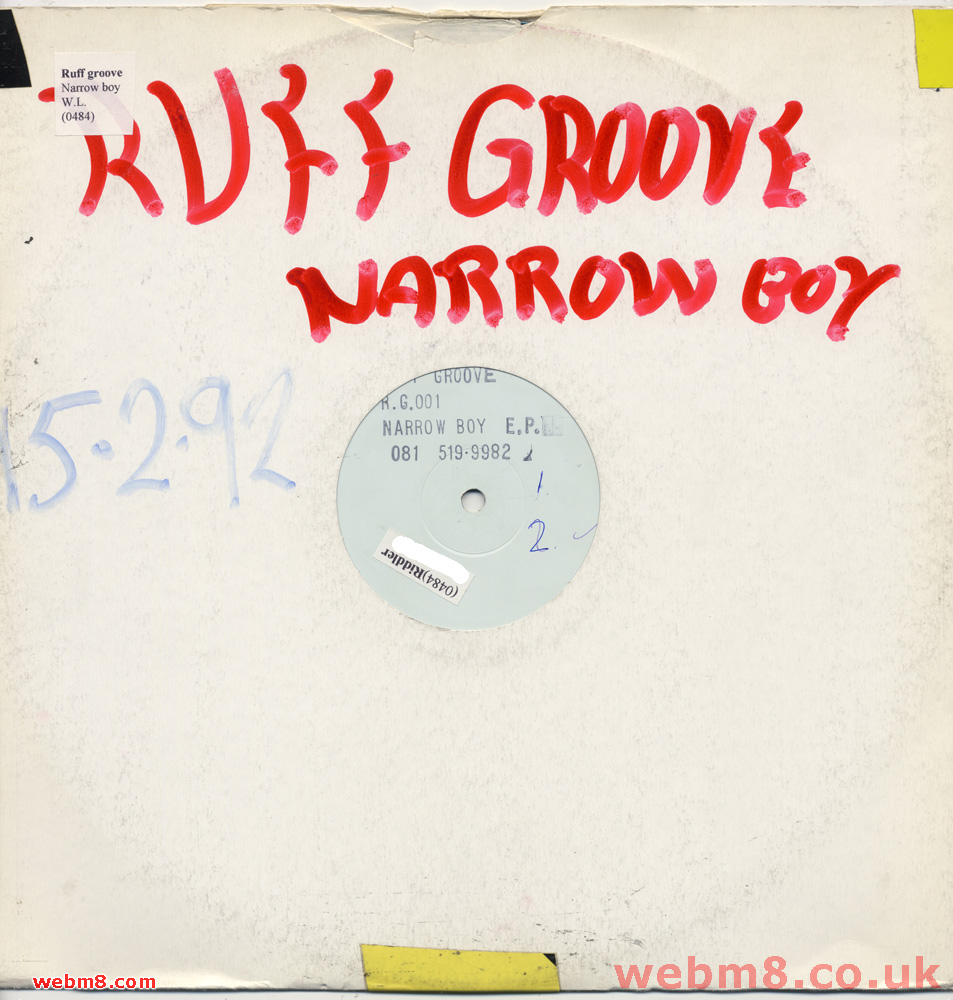 Ruff groove
Narrow boy
W.L.
(0484)
RUFF GROOVE
NARROW BOY
15.2.92
GROOVE
R.G.001
NARROW BOY E.P.
081 519-9982
1.
2.
(0484)Riddler
webm8.com
webm8.co.uk